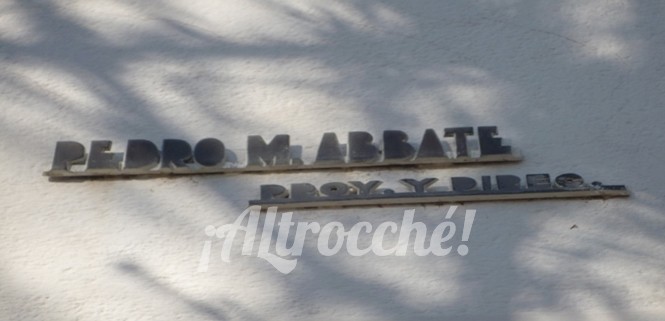 PEDRO M. ABBATE
PROY. Y DIREC.
¡Altrocché!